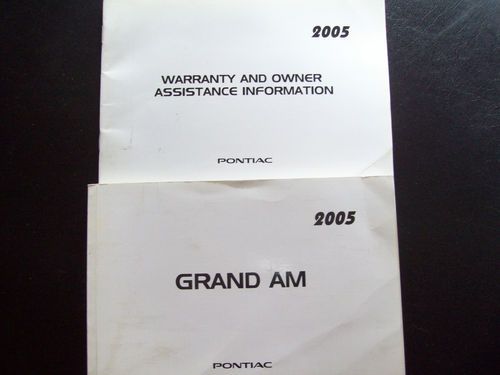 2005
WARRANTY AND OWNER
ASSISTANCE INFORMATION
PONTIAC
2005
GRAND AM
PONTIAC